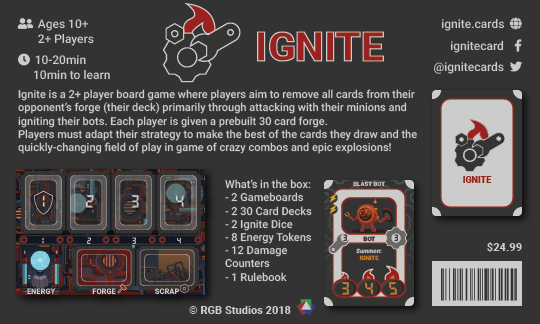 Ages 10+
2+ Players
10-20min
10min to learn
IGNITE
ignite.cards
ignitecard
@ignitecards
Ignite is a 2+ player board game where players aim to remove all cards from their
opponent's forge (their deck) primarily through attacking with their minions and
igniting their bots. Each player is given a prebuilt 30 card forge.
Players must adapt their strategy to make the best of the cards they draw and the
quickly-changing field of play in game of crazy combos and epic explosions!
IGNITE
1
2
3
4
1
2
3
4
ENERGY
FORGE
SCRAP
What's in the box:
- 2 Gameboards
- 2 30 Card Decks
- 2 Ignite Dice
- 8 Energy Tokens
- 12 Damage
Counters
- 1 Rulebook
BLAST BOT
3
BOT
3
Summon:
IGNITE
3 4 5
$24.99
© RGB Studios 2018